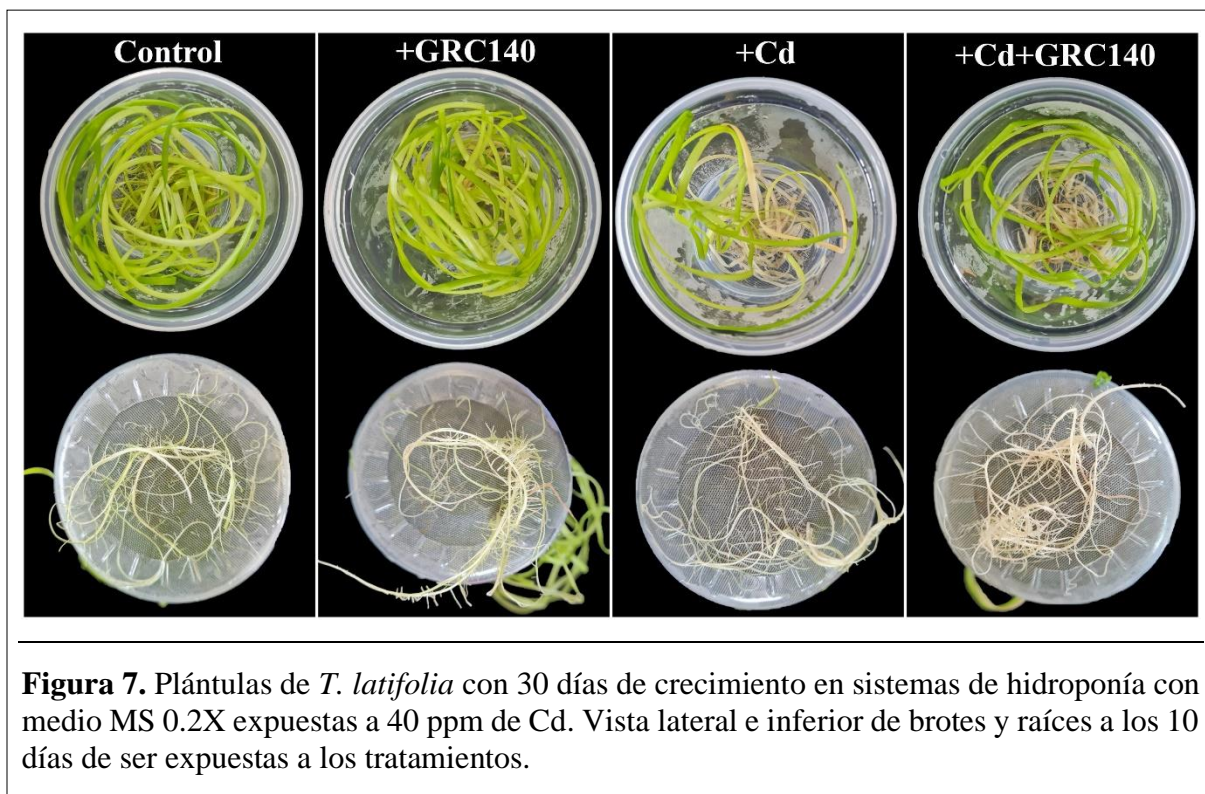 Control
+GRC140
+Cd
+Cd+GRC140
Figura 7. Plántulas de T. latifolia con 30 días de crecimiento en sistemas de hidroponía con
medio MS 0.2X expuestas a 40 ppm de Cd. Vista lateral e inferior de brotes y raíces a los 10
días de ser expuestas a los tratamientos.